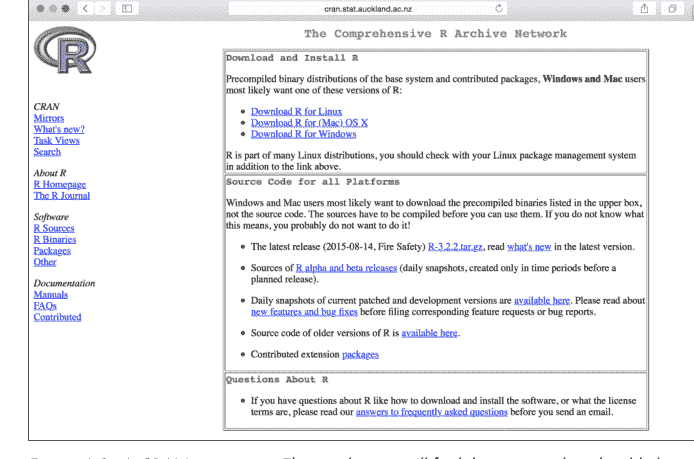 cran.stat.auckland.ac.nz
The Comprehensive R Archive Network
R
CRAN
Mirrors
What's new?
Task Views
Search
About R
R Homepage
The R Journal
Software
R Sources
R Binaries
Packages
Other
Documentation
Manuals
FAQs
Contributed
Download and Install R
Precompiled binary distributions of the base system and contributed packages, Windows and Mac users
most likely want one of these versions of R:
Download R for Linux
Download R for (Mac) OS X
Download R for Windows
R is part of many Linux distributions, you should check with your Linux package management system
in addition to the link above.
Source Code for all Platforms
Windows and Mac users most likely want to download the precompiled binaries listed in the upper box,
not the source code. The sources have to be compiled before you can use them. If you do not know what
this means, you probably do not want to do it!
The latest release (2015-08-14, Fire Safety) R-3.2.2.tar.gz, read what's new in the latest version.
Sources of R alpha and beta releases (daily snapshots, created only in time periods before a
planned release).
Daily snapshots of current patched and development versions are available here. Please read about
new features and bug fixes before filing corresponding feature requests or bug reports.
Source code of older versions of R is available here.
Contributed extension packages
Questions About R
If you have questions about R like how to download and install the software, or what the license
terms are, please read our answers to frequently asked questions before you send an email.